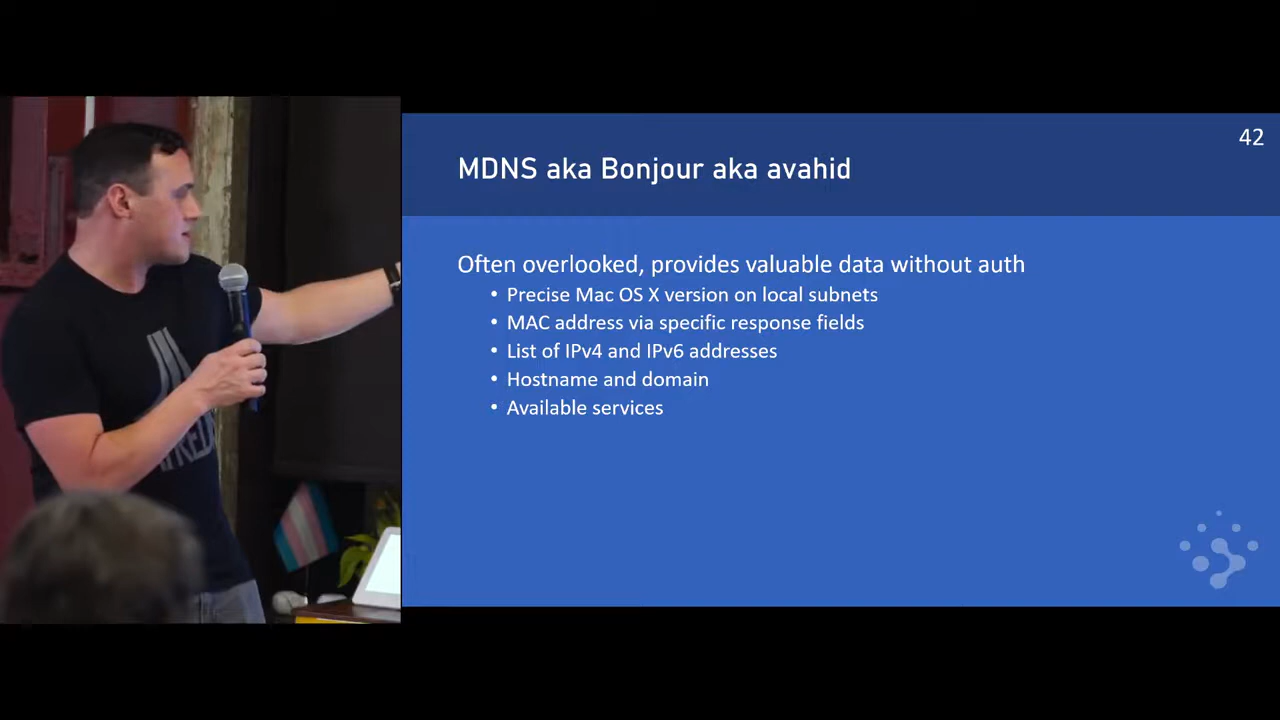 42
MDNS aka Bonjour aka avahid
Often overlooked, provides valuable data without auth
• Precise Mac OS X version on local subnets
• MAC address via specific response fields
• List of IPv4 and IPv6 addresses
• Hostname and domain
• Available services